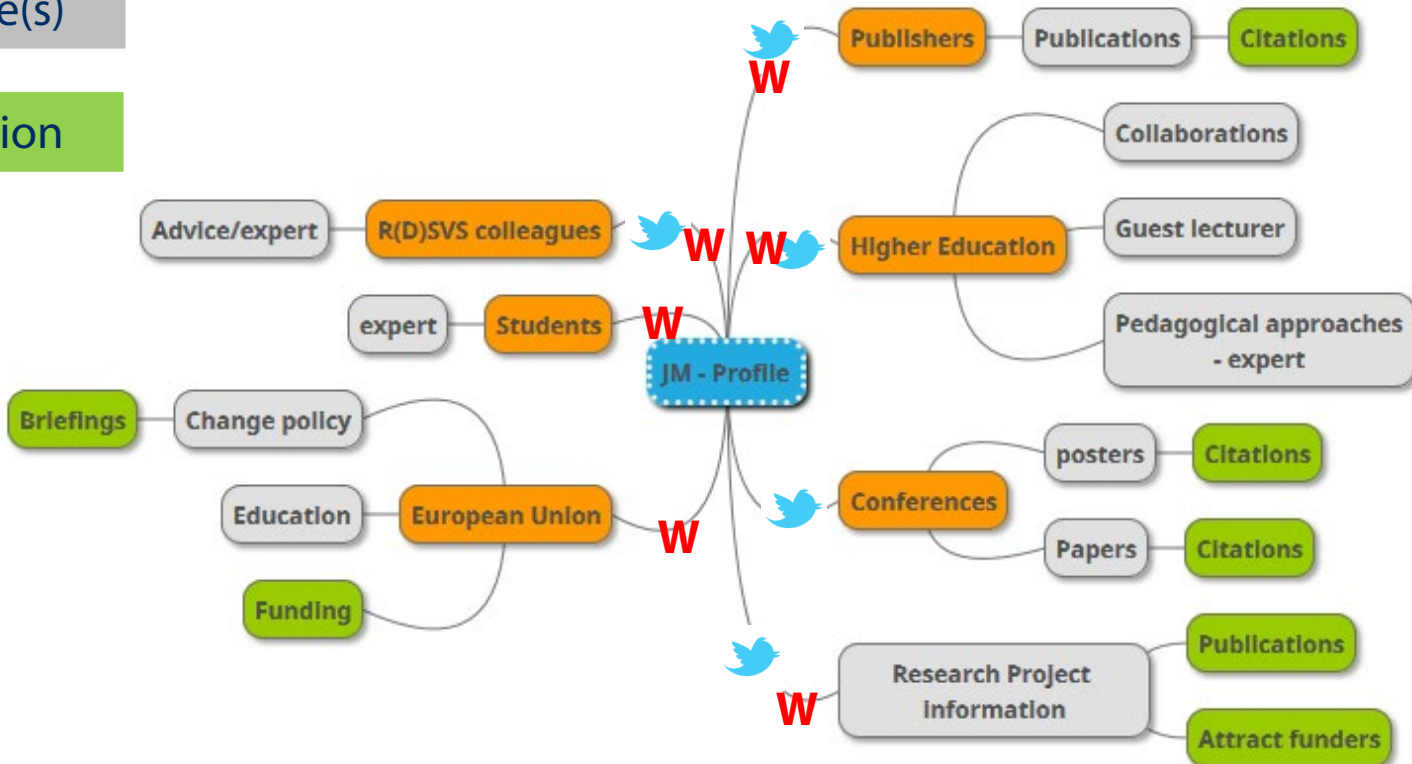 e(s)
ion
Publishers
Publications
Citations
W
Collaborations
Advice/expert
R(D)SVS colleagues
W
W
Higher Education
Guest lecturer
expert
Students
W
Pedagogical approaches
- expert
JM - Profile
Briefings
Change policy
posters
Citations
Conferences
Education
European Union
W
Papers
Citations
Funding
Publications
Research Project
information
W
Attract funders